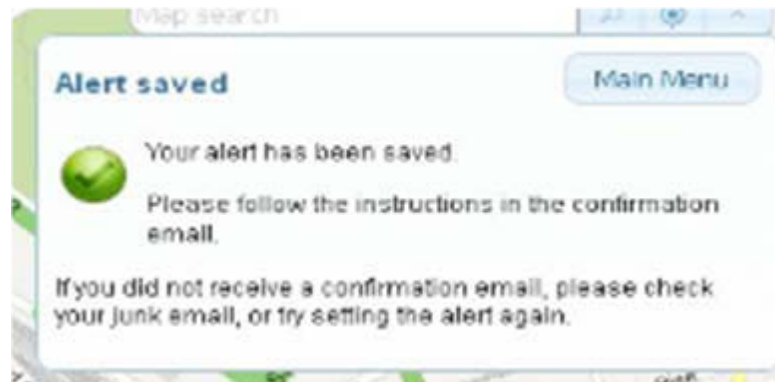 Map search
Alert saved
Main Menu
Your alert has been saved.
Please follow the instructions in the confirmation
email.
If you did not receive a confirmation email, please check
your junk email, or try setting the alert again.